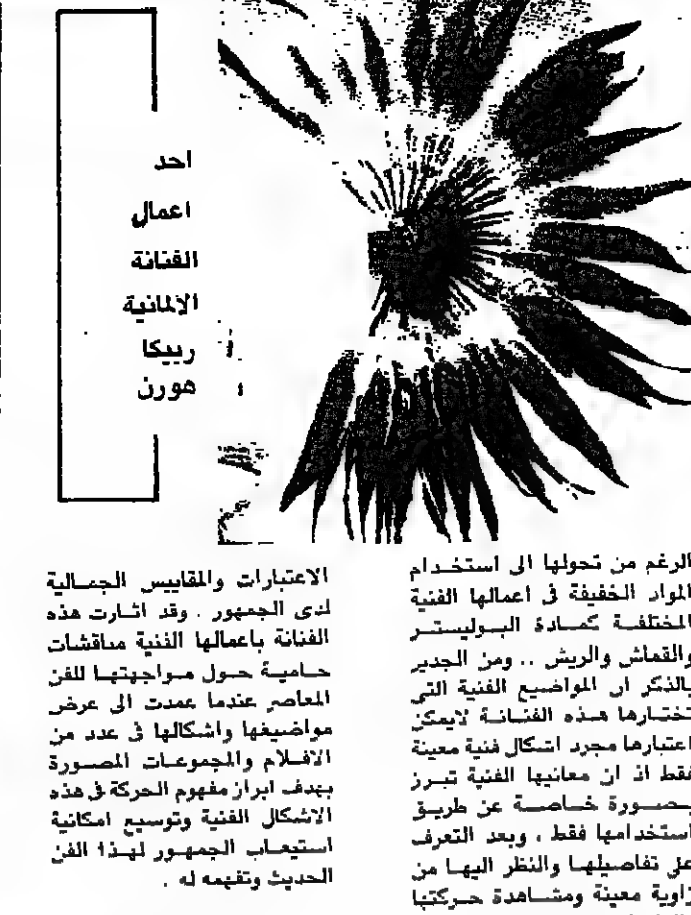 احد
اعمال
الفنانة
الالمانية
ربيكا
هورن
الرغم من تحولها الى استخدام
المواد الخفيفة في اعمالها الفنية
المختلفة كمادة البوليستر
والقماش والريش .. ومن الجدير
بالذكر ان المواضيع الفنية التي
تختارها هذه الفنانة لايمكن
اعتبارها مجرد اشكال فنية معينة
فقط اذ ان معانيها الفنية تبرز
بصورة خاصة عن طريق
استخدامها فقط ، وبعد التعرف
على تفاصيلها والنظر اليها من
زاوية معينة ومشاهدة حركتها
الاعتبارات والمقاييس الجمالية
لدى الجمهور . وقد اثارت هذه
الفنانة باعمالها الفنية مناقشات
حامية حول مواجهتها للفن
المعاصر عندما عمدت الى عرض
مواضيعها واشكالها في عدد من
الافلام والمجموعات المصورة
بهدف ابراز مفهوم الحركة في هذه
الاشكال الفنية وتوسيع امكانية
استيعاب الجمهور لهذا الفن
الحديث وتفهمه له .